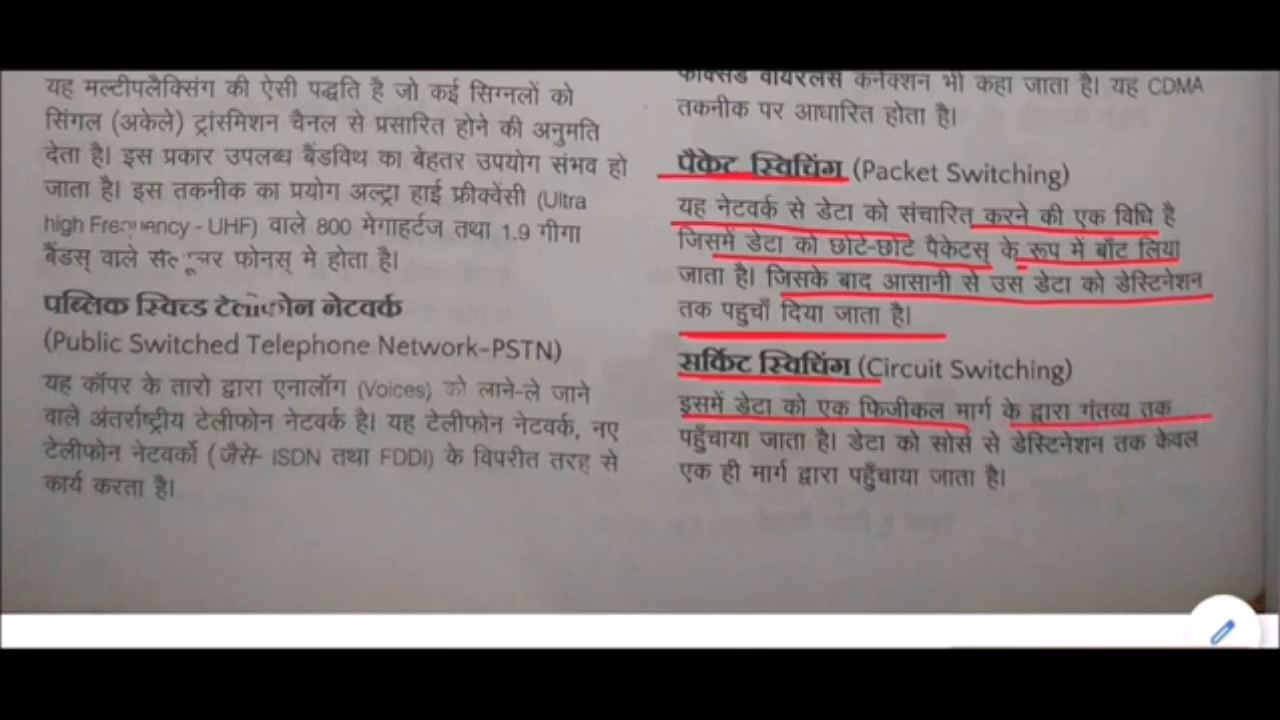 यह मल्टीपलैक्सिंग की ऐसी पद्धति है जो कई सिग्नलों को
सिंगल (अकेले) ट्रांसमिशन चैनल से प्रसारित होने की अनुमति
देता है। इस प्रकार उपलब्ध बैंडविथ का बेहतर उपयोग संभव हो
जाता है। इस तकनीक का प्रयोग अल्ट्रा हाई फ्रीक्वेंसी (Ultra
high - UHF) वाले 800 मेगाहर्टज तथा 1.9 गीगा
बैंडस् वाले फोनस् मे होता है।
पब्लिक स्विच्ड टेलीफोन नेटवर्क
(Public Switched Telephone Network-PSTN)
यह कॉपर के तारो द्वारा एनालॉग (Voices) को लाने-ले जाने
वाले अंतर्राष्ट्रीय टेलीफोन नेटवर्क है। यह टेलीफोन नेटवर्क, नए
टेलीफोन नेटवर्को (जैसे- ISDN तथा FDDI) के विपरीत तरह से
कार्य करता है।
फिक्सड वायरलेस कनेक्शन भी कहा जाता है। यह CDMA
तकनीक पर आधारित होता है।
पैकेट स्विचिंग (Packet Switching)
यह नेटवर्क से डेटा को संचारित करने की एक विधि है
जिसमें डेटा को छोटे-छोटे पैकेटस् के रूप में बाँट लिया
जाता है। जिसके बाद आसानी से उस डेटा को डेस्टिनेशन
तक पहुचाँ दिया जाता है।
सर्किट स्विचिंग (Circuit Switching)
इसमें डेटा को एक फिजीकल मार्ग के द्वारा गंतव्य तक
पहुँचाया जाता है। डेटा को सोर्स से डेस्टिनेशन तक केवल
एक ही मार्ग द्वारा पहुँचाया जाता है।